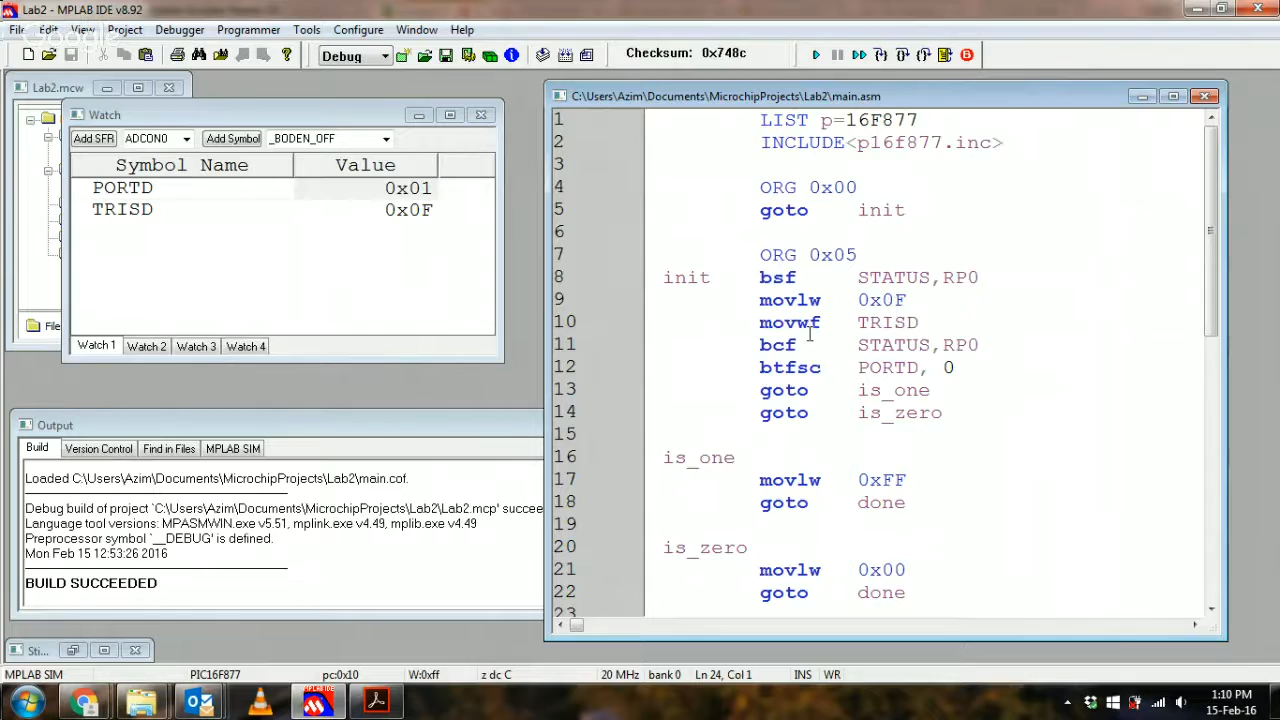 Lab2 - MPLAB IDE v8.92
File Edit View Project Debugger Programmer Tools Configure Window Help
Google
Debug
Checksum: 0x748c
Lab2.mcw
Watch
Add SFR ADCON0 Add Symbol _BODEN_OFF
Symbol Name Value
PORTD 0x01
TRISD 0x0F
File
Watch 1 Watch 2 Watch 3 Watch 4
Output
Build Version Control Find in Files MPLAB SIM
Loaded C:\Users\Azim\Documents\MicrochipProjects\Lab2\main.cof.
Debug build of project `C:\Users\Azim\Documents\MicrochipProjects\Lab2\Lab2.mcp' succee
Language tool versions: MPASMWIN.exe v5.51, mplink.exe v4.49, mplib.exe v4.49
Preprocessor symbol `__DEBUG' is defined.
Mon Feb 15 12:53:26 2016
BUILD SUCCEEDED
Sti...
C:\Users\Azim\Documents\MicrochipProjects\Lab2\main.asm
1 LIST p=16F877
2 INCLUDE<p16f877.inc>
3
4 ORG 0x00
5 goto init
6
7 ORG 0x05
8 init bsf STATUS,RP0
9 movlw 0x0F
10 movwf TRISD
11 bcf STATUS,RP0
12 btfsc PORTD, 0
13 goto is_one
14 goto is_zero
15
16 is_one
17 movlw 0xFF
18 goto done
19
20 is_zero
21 movlw 0x00
22 goto done
23
MPLAB SIM PIC16F877 pc:0x10 W:0xff z dc C 20 MHz bank 0 Ln 24, Col 1 INS WR
1:10 PM
15-Feb-16